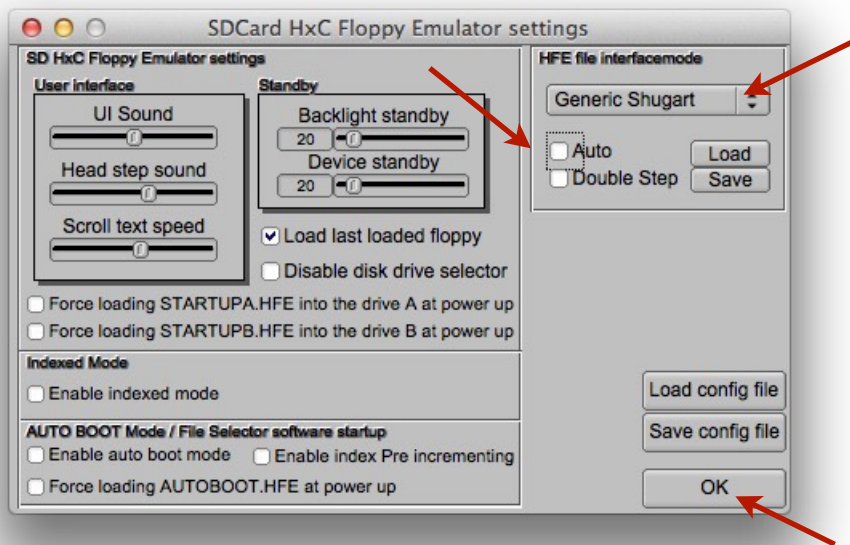 SDCard HxC Floppy Emulator settings
SD HxC Floppy Emulator settings
User interface
UI Sound
Head step sound
Scroll text speed
Standby
Backlight standby
20
Device standby
20
Load last loaded floppy
Disable disk drive selector
Force loading STARTUPA.HFE into the drive A at power up
Force loading STARTUPB.HFE into the drive B at power up
Indexed Mode
Enable indexed mode
AUTO BOOT Mode / File Selector software startup
Enable auto boot mode
Enable index Pre incrementing
Force loading AUTOBOOT.HFE at power up
HFE file interfacemode
Generic Shugart
Auto
Load
Double Step
Save
Load config file
Save config file
OK